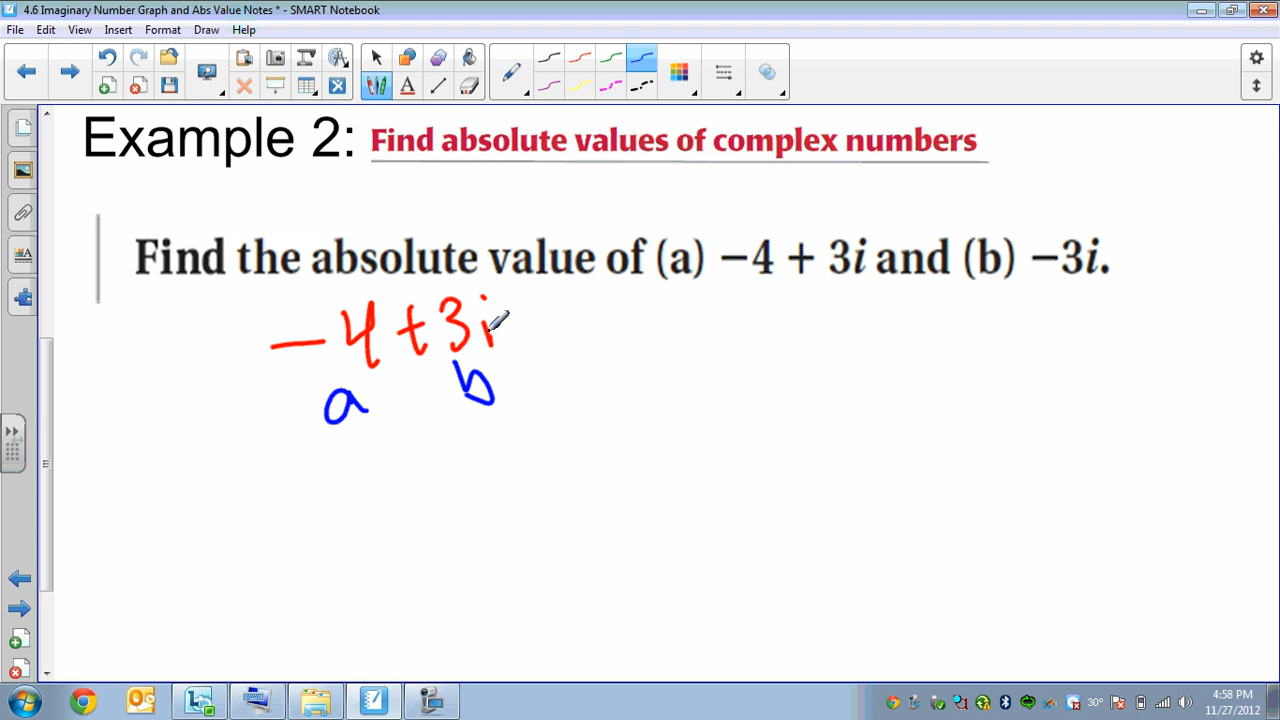 4.6 Imaginary Number Graph and Abs Value Notes * - SMART Notebook
File Edit View Insert Format Draw Help
Example 2: Find absolute values of complex numbers
Find the absolute value of (a) −4 + 3i and (b) −3i.
−4+3i
a b
4:58 PM
30°
11/27/2012